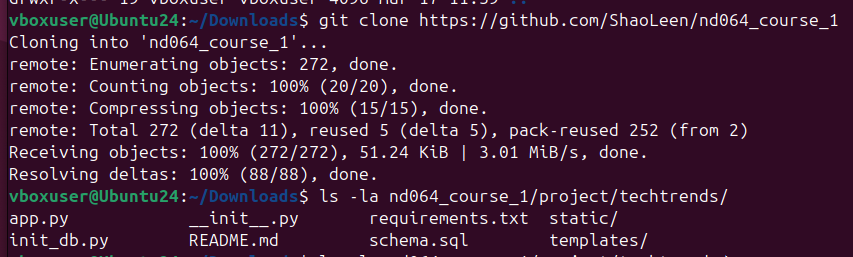 vboxuser@Ubuntu24:~/Downloads$ git clone https://github.com/ShaoLeen/nd064_course_1
Cloning into 'nd064_course_1'...
remote: Enumerating objects: 272, done.
remote: Counting objects: 100% (20/20), done.
remote: Compressing objects: 100% (15/15), done.
remote: Total 272 (delta 11), reused 5 (delta 5), pack-reused 252 (from 2)
Receiving objects: 100% (272/272), 51.24 KiB | 3.01 MiB/s, done.
Resolving deltas: 100% (88/88), done.
vboxuser@Ubuntu24:~/Downloads$ ls -la nd064_course_1/project/techtrends/
app.py __init__.py requirements.txt static/
init_db.py README.md schema.sql templates/